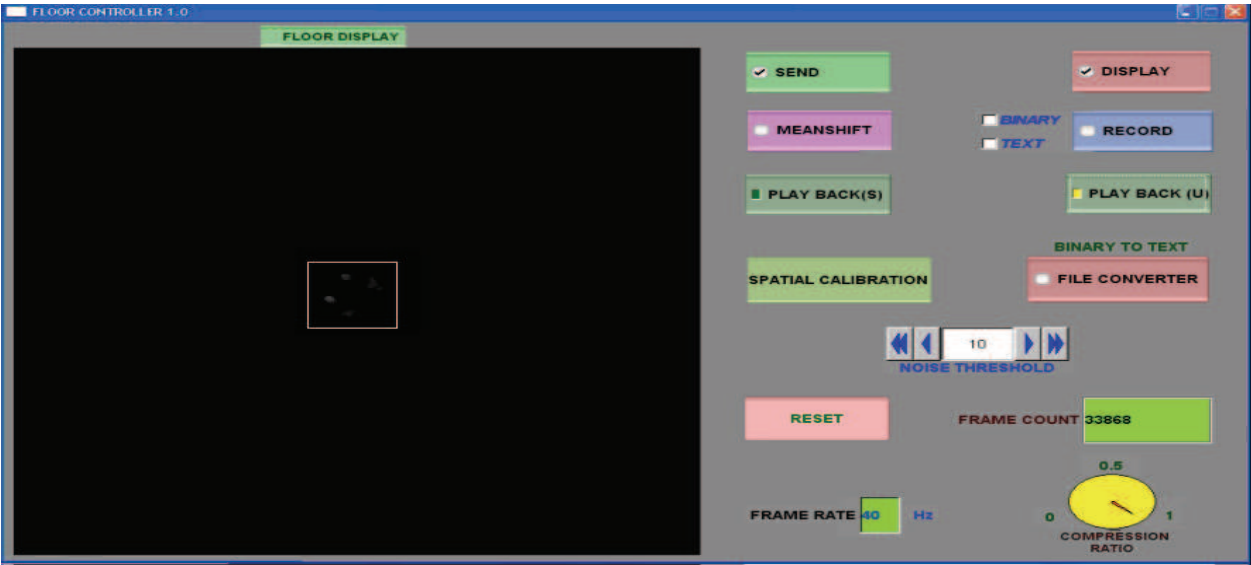 FLOOR CONTROLLER 1.0
FLOOR DISPLAY
SEND
DISPLAY
MEANSHIFT
BINARY
TEXT
RECORD
PLAY BACK(S)
PLAY BACK (U)
BINARY TO TEXT
SPATIAL CALIBRATION
FILE CONVERTER
10
NOISE THRESHOLD
RESET
FRAME COUNT 33868
0.5
FRAME RATE 40 Hz
0
1
COMPRESSION
RATIO